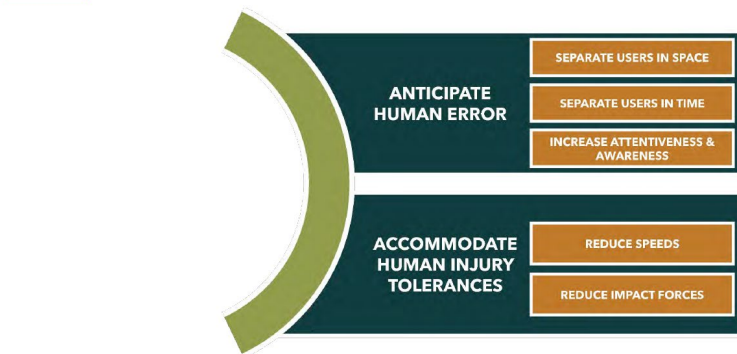 ANTICIPATE
HUMAN ERROR
SEPARATE USERS IN SPACE
SEPARATE USERS IN TIME
INCREASE ATTENTIVENESS &
AWARENESS
ACCOMMODATE
HUMAN INJURY
TOLERANCES
REDUCE SPEEDS
REDUCE IMPACT FORCES